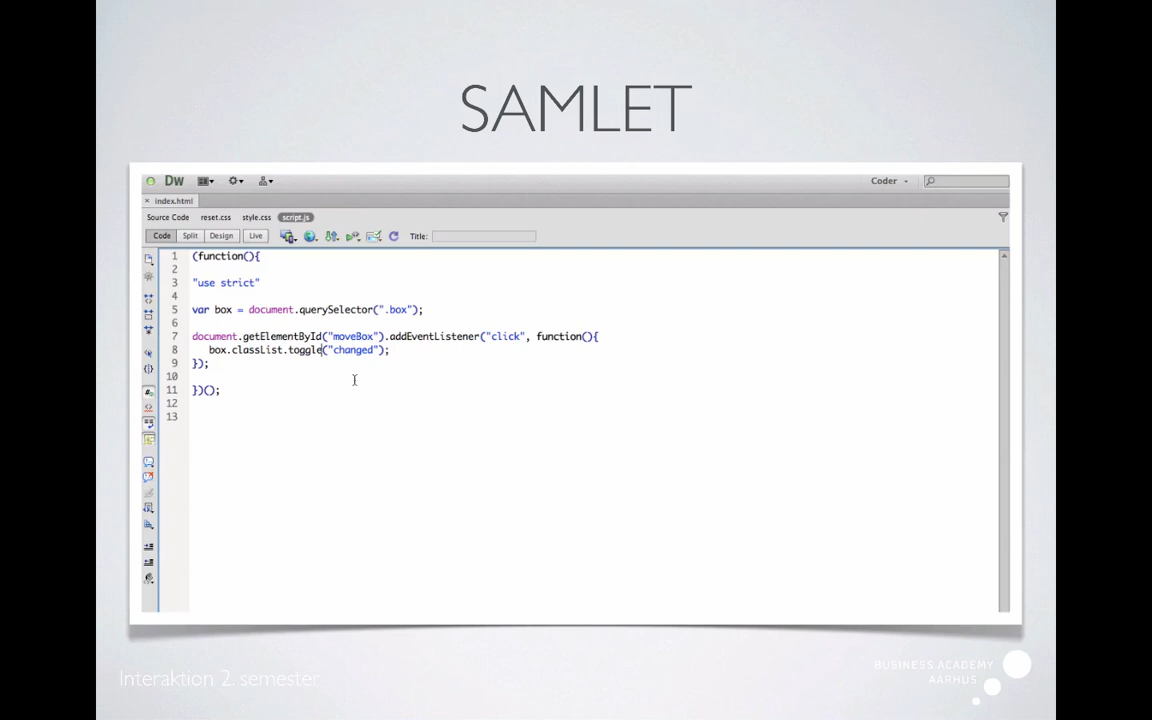 SAMLET
Dw
Coder
× index.html
Source Code reset.css style.css script.js
Code Split Design Live Title:
1 (function(){
2
3 "use strict"
4
5 var box = document.querySelector(".box");
6
7 document.getElementById("moveBox").addEventListener("click", function(){
8 box.classList.toggle("changed");
9 });
10
11 })();
12
13
Interaktion 2. semester
BUSINESS ACADEMY
AARHUS